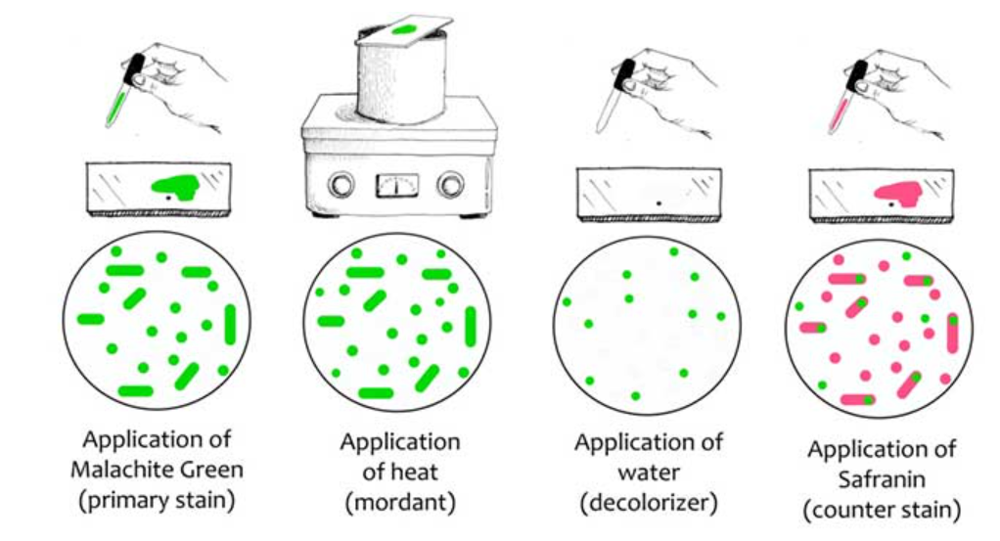 Application of
Malachite Green
(primary stain)
Application
of heat
(mordant)
Application of
water
(decolorizer)
Application of
Safranin
(counter stain)